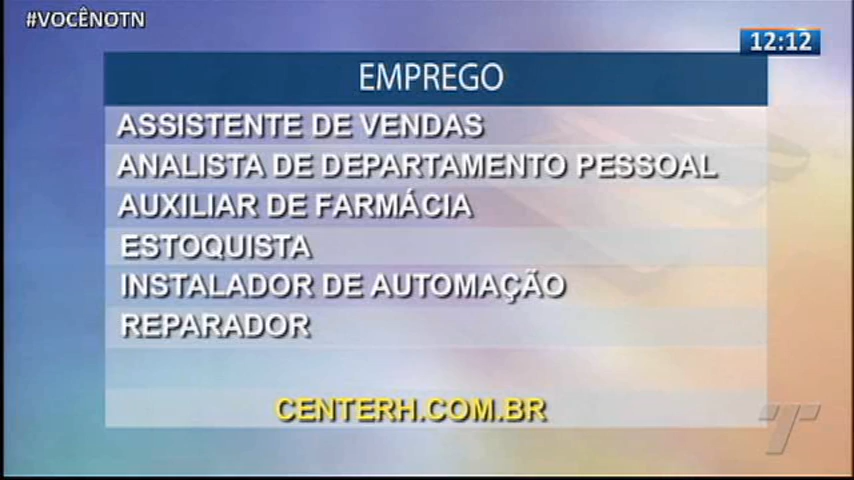 #VOCÊNOTN
12:12
EMPREGO
ASSISTENTE DE VENDAS
ANALISTA DE DEPARTAMENTO PESSOAL
AUXILIAR DE FARMÁCIA
ESTOQUISTA
INSTALADOR DE AUTOMAÇÃO
REPARADOR
CENTERH.COM.BR
T